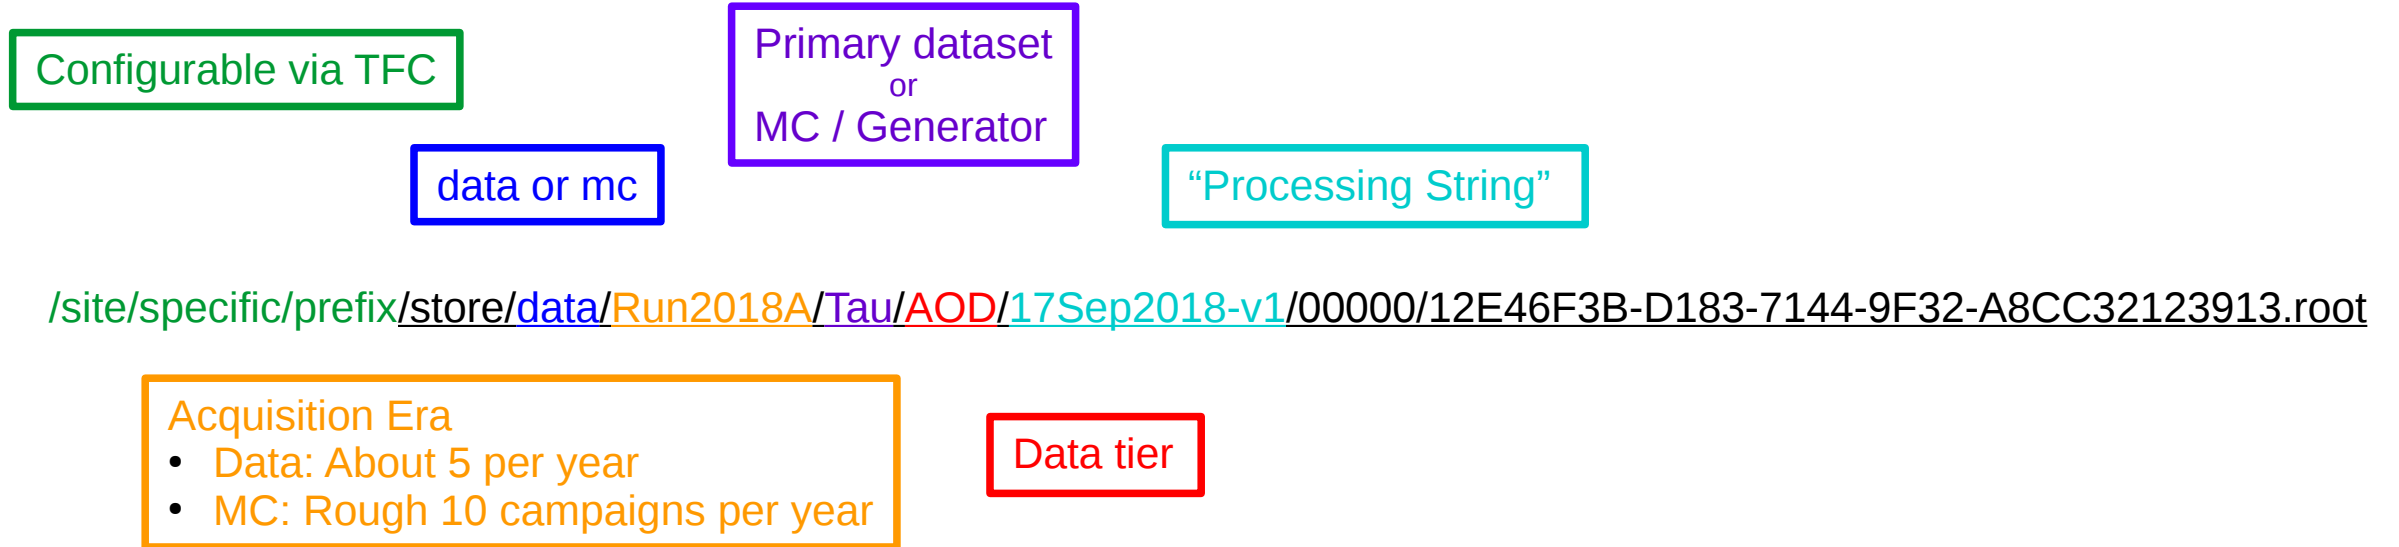 Configurable via TFC
Primary dataset
or
MC / Generator
data or mc
“Processing String”
/site/specific/prefix/store/data/Run2018A/Tau/AOD/17Sep2018-v1/00000/12E46F3B-D183-7144-9F32-A8CC32123913.root
Acquisition Era
• Data: About 5 per year
• MC: Rough 10 campaigns per year
Data tier